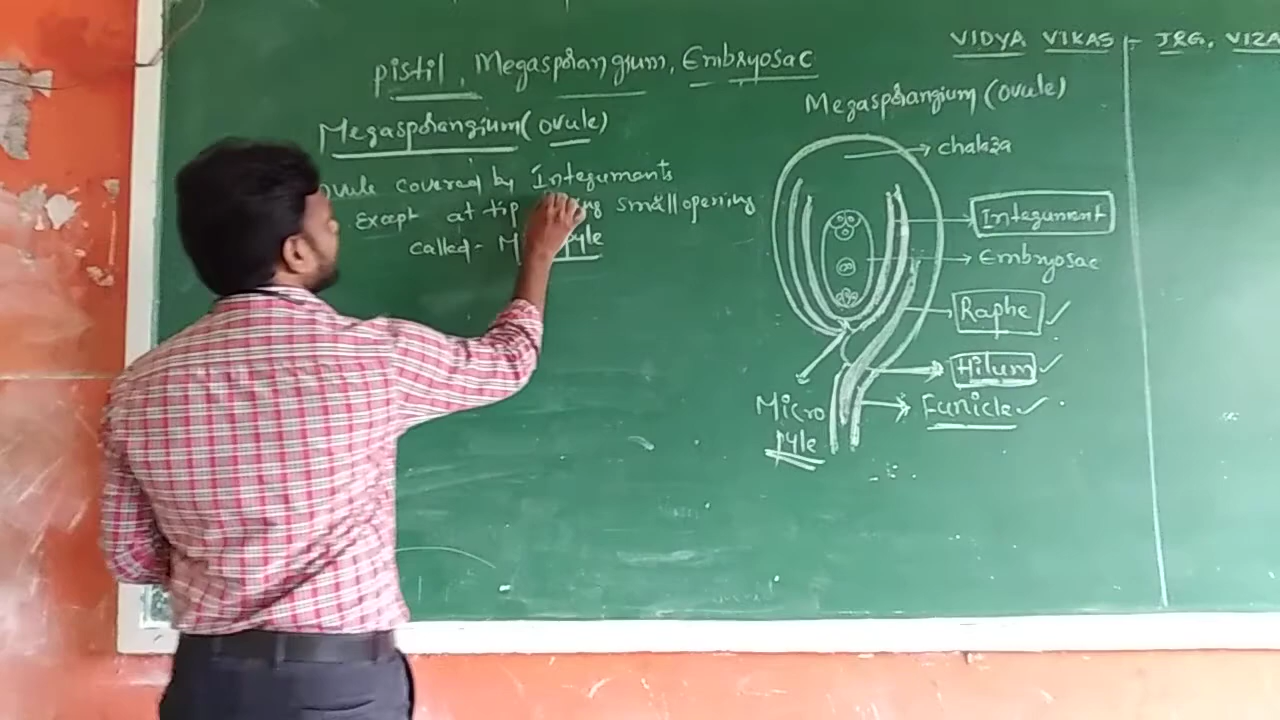 VIDYA VIKAS - J&G, VIZA
Pistil, Megasporangium, Embryosac
Megasporangium (ovule)
ovule covered by Integuments
Except at tip small opening
called - pyle
Megasporangium (ovule)
chalaza
Integument
Embryosac
Raphe
Hilum
Funicle
Micro
pyle